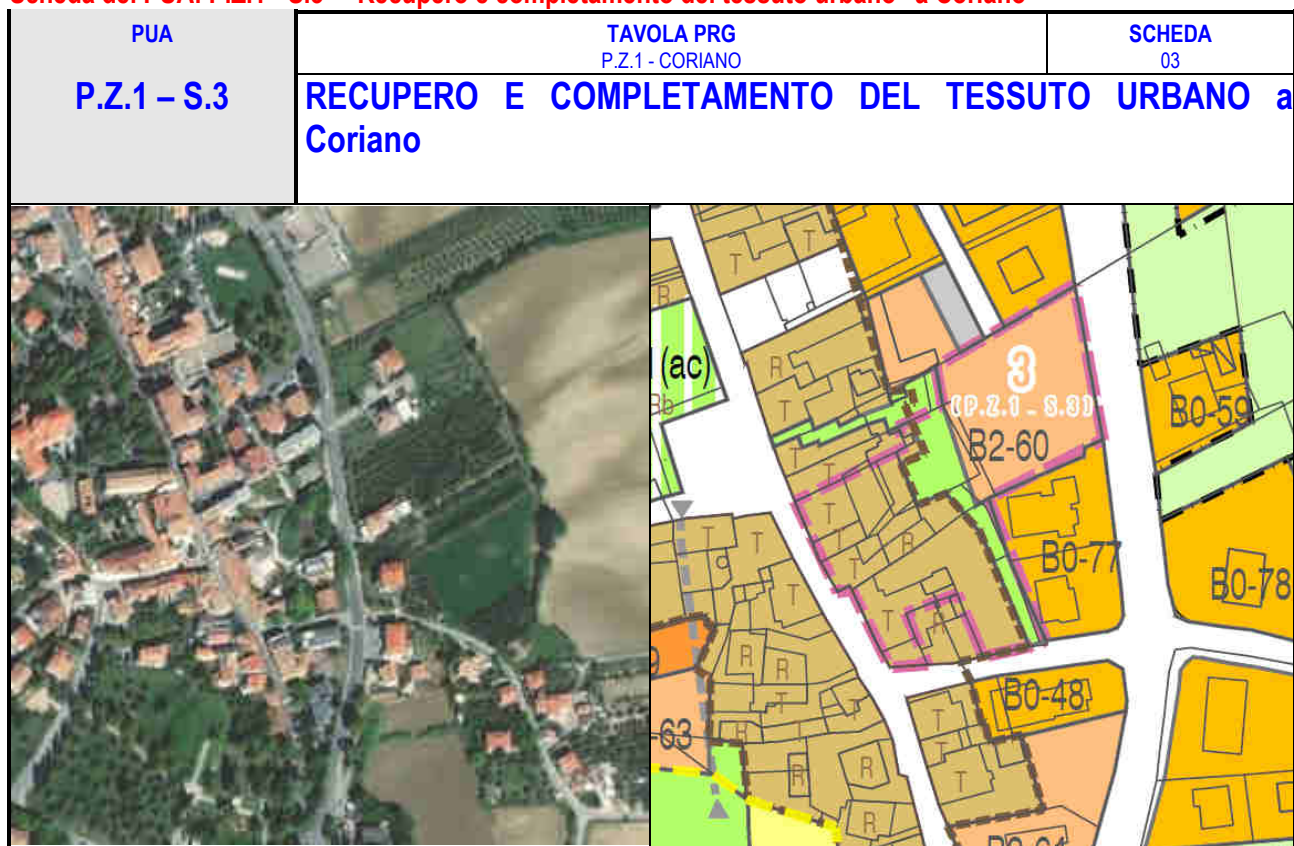 PUA
TAVOLA PRG
SCHEDA
P.Z.1 - CORIANO
03
P.Z.1 – S.3
RECUPERO E COMPLETAMENTO DEL TESSUTO URBANO a
Coriano
T
T
R
(ac)
Rb
R
T
3
(P.Z.1 - S.3)
B2-60
B0-59
T
T
T
T
R
T
T
T
B0-77
B0-78
T
T
R
R
R
T
B0-48
-63
R
R
T
T
T
R